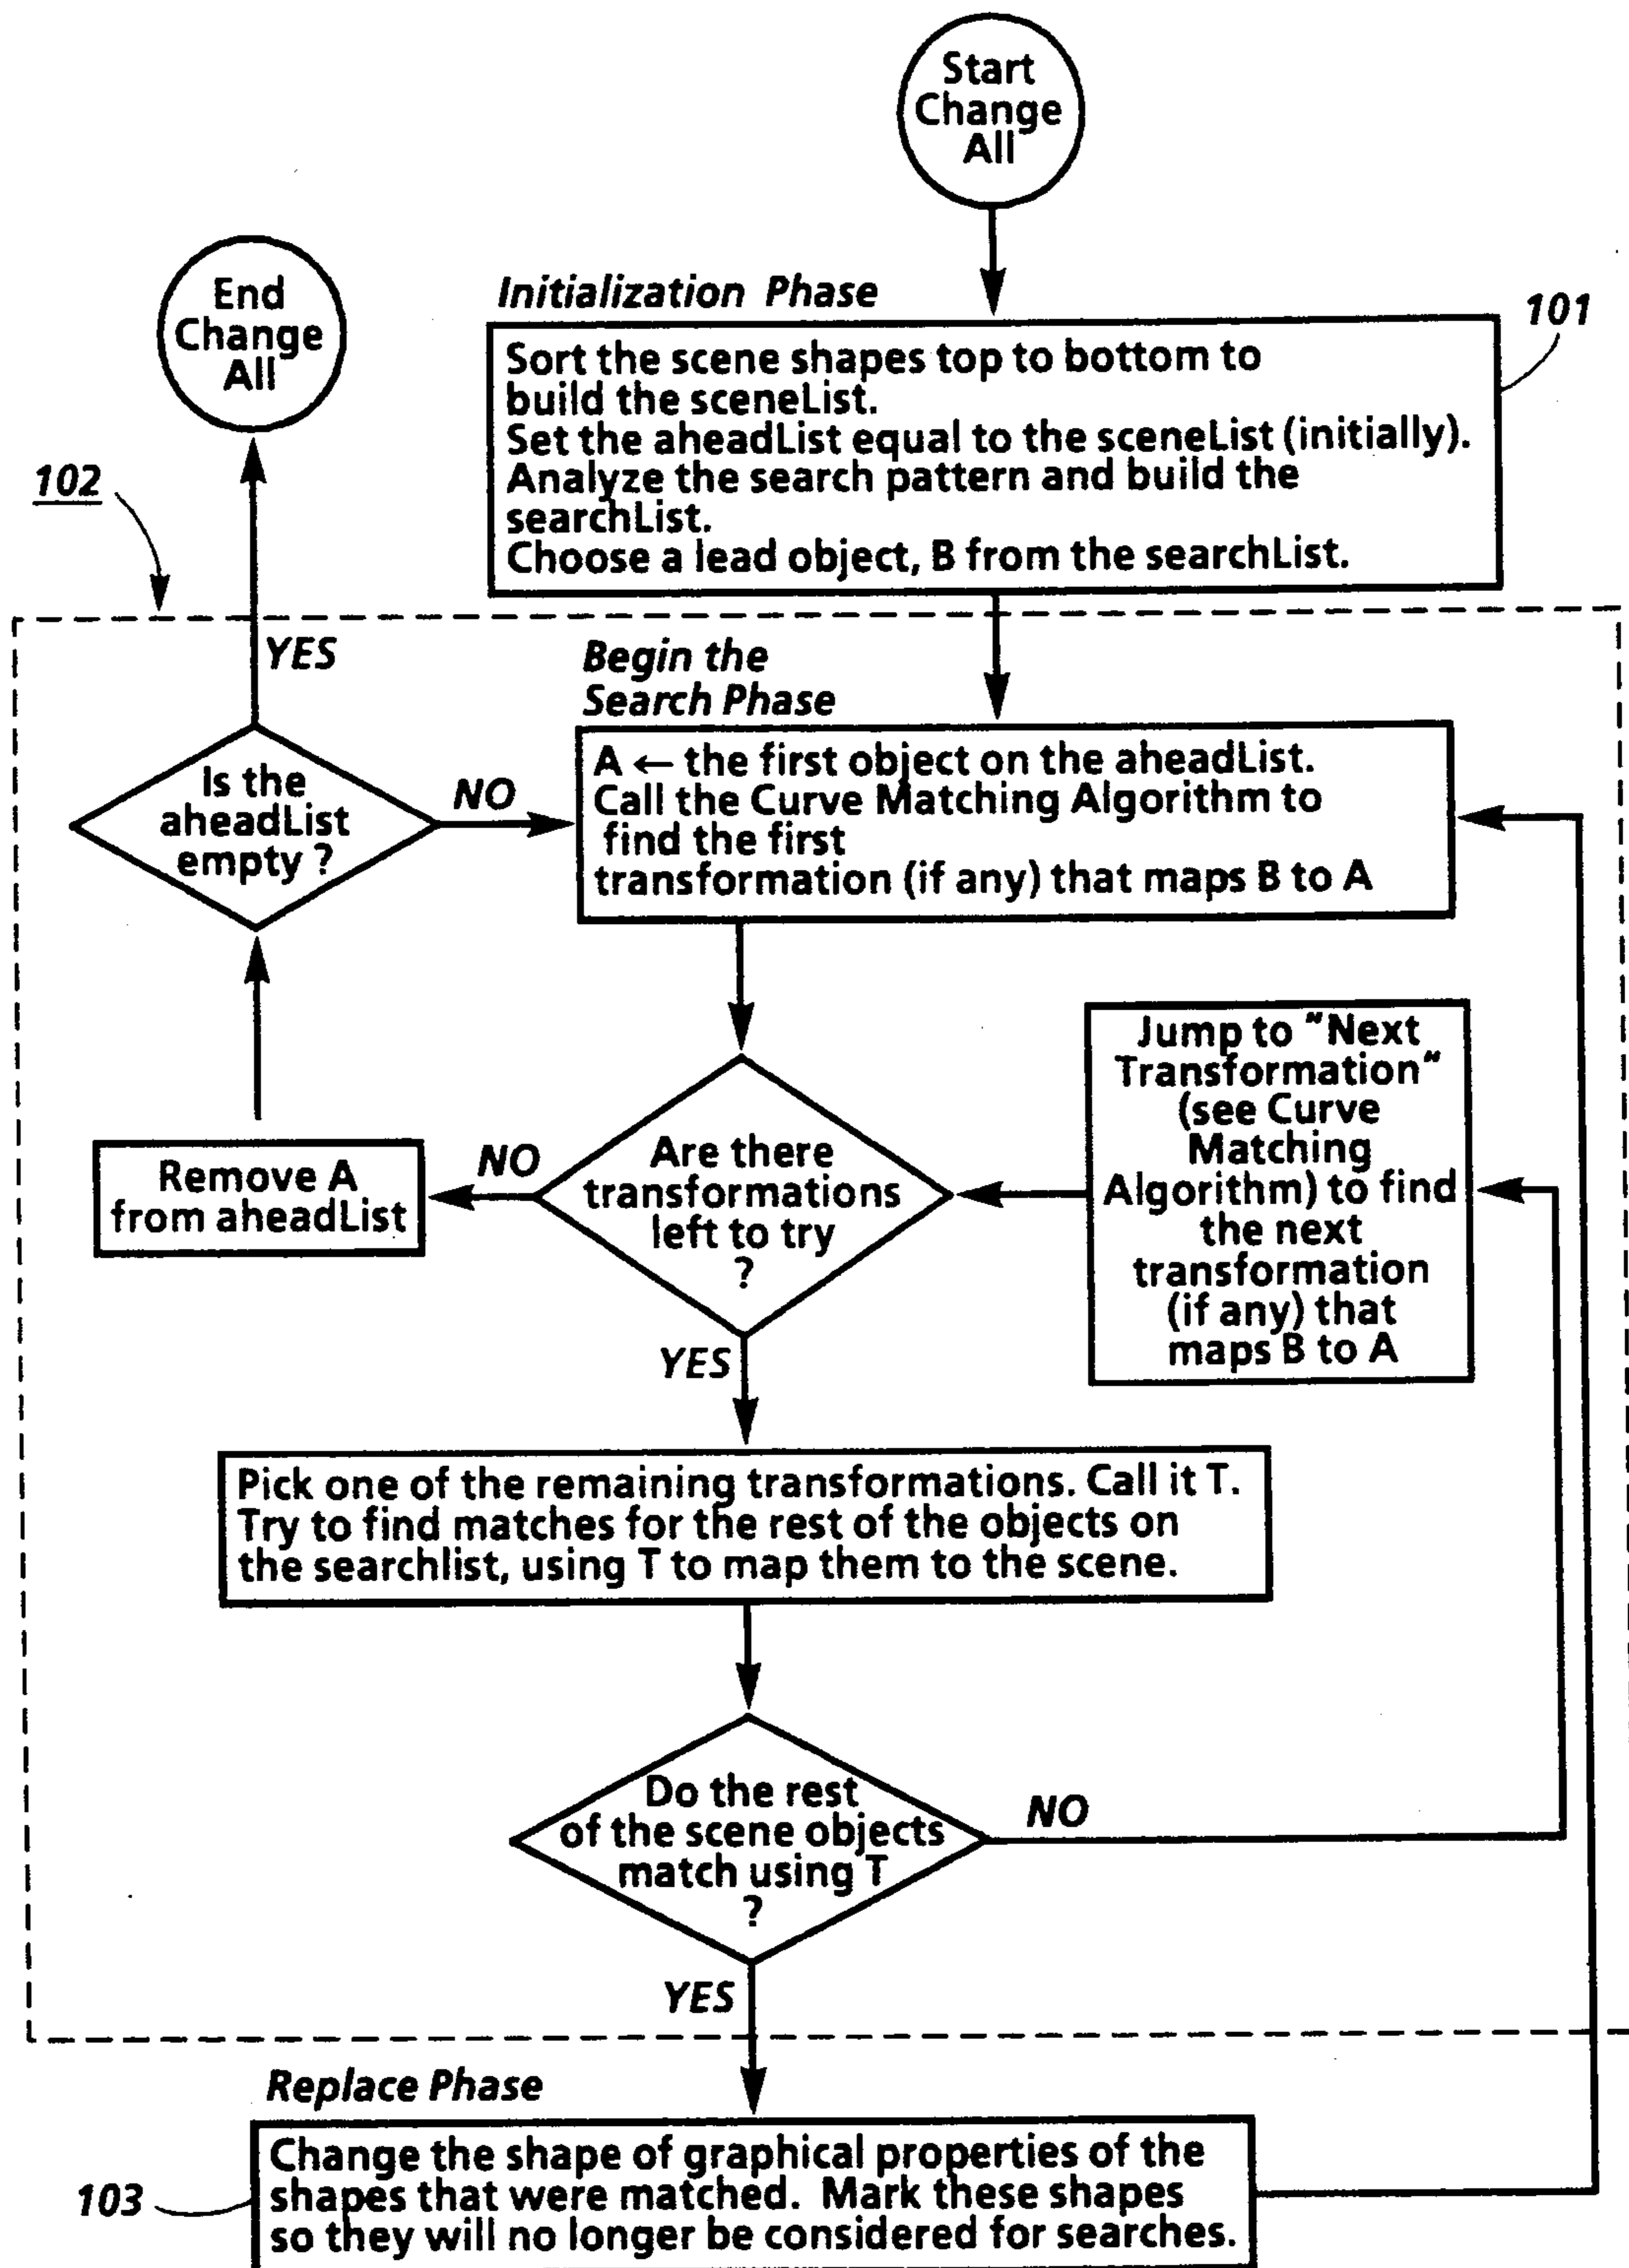 Start
Change
All
End
Change
All
Initialization Phase
101
Sort the scene shapes top to bottom to
build the sceneList.
Set the aheadList equal to the sceneList (initially).
Analyze the search pattern and build the
searchList.
Choose a lead object, B from the searchList.
102
YES
Begin the
Search Phase
Is the
aheadList
empty ?
NO
A ← the first object on the aheadList.
Call the Curve Matching Algorithm to
find the first
transformation (if any) that maps B to A
Jump to "Next
Transformation"
(see Curve
Matching
Algorithm) to find
the next
transformation
(if any) that
maps B to A
Remove A
from aheadList
NO
Are there
transformations
left to try
?
YES
Pick one of the remaining transformations. Call it T.
Try to find matches for the rest of the objects on
the searchlist, using T to map them to the scene.
Do the rest
of the scene objects
match using T
?
NO
YES
Replace Phase
103
Change the shape of graphical properties of the
shapes that were matched. Mark these shapes
so they will no longer be considered for searches.